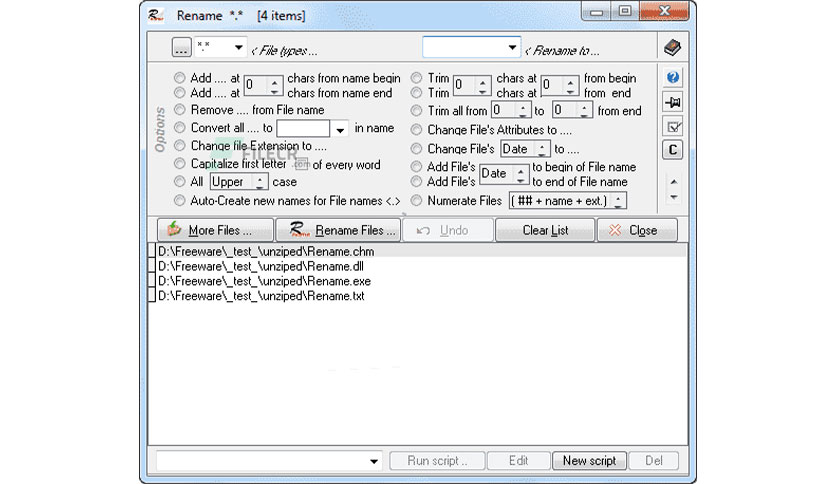 Rename *.* [4 items]
... *.* < File types ... < Rename to...
Options
Add .... at 0 chars from name begin
Add .... at chars from name end
Remove .... from File name
Convert all .... to in name
Change file Extension to ....
Capitalize first letter of every word
All Upper case
Auto-Create new names for File names <.>
Trim 0 chars at 0 from begin
Trim chars at from end
Trim all from 0 to 0 from end
Change File's Attributes to ....
Change File's Date to ....
Add File's Date to begin of File name
Add File's to end of File name
Numerate Files ( ## + name + ext.)
C
FILECR
.com
More Files ... Rename Files ... Undo Clear List Close
D:\Freeware\_test_\unziped\Rename.chm
D:\Freeware\_test_\unziped\Rename.dll
D:\Freeware\_test_\unziped\Rename.exe
D:\Freeware\_test_\unziped\Rename.txt
Run script .. Edit New script Del